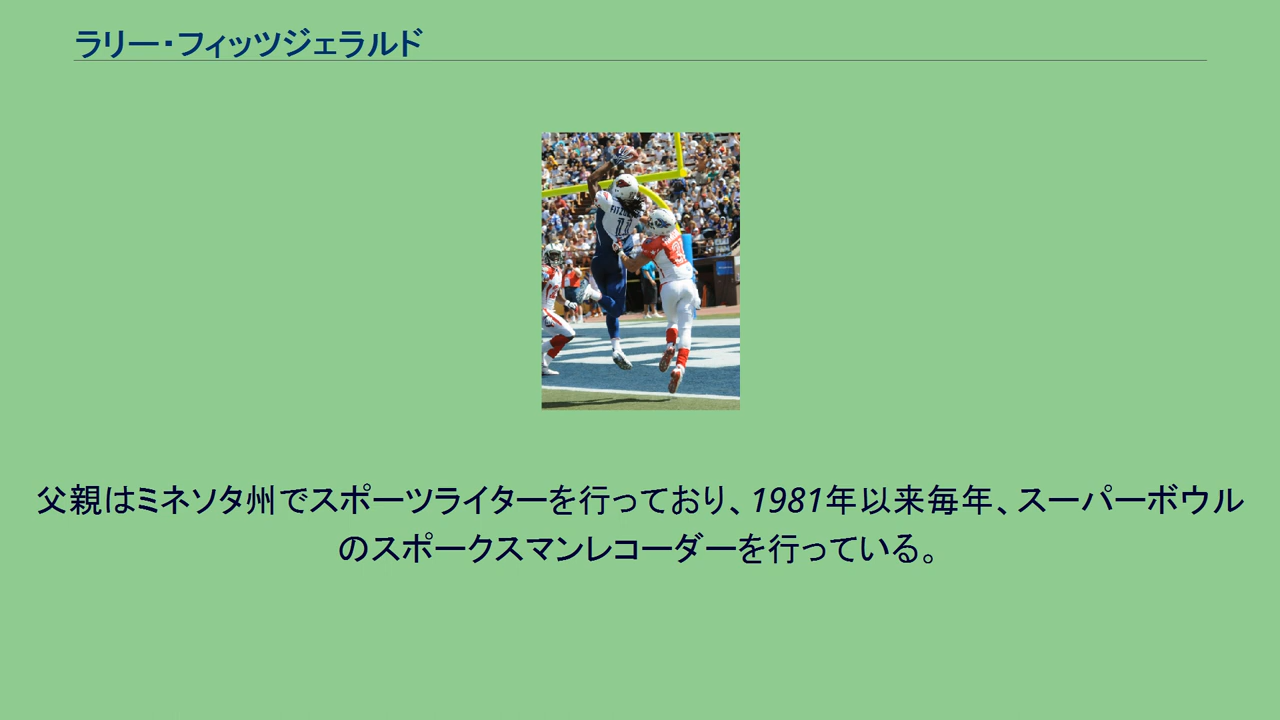 ラリー・フィッツジェラルド
11
父親はミネソタ州でスポーツライターを行っており、1981年以来毎年、スーパーボウル
のスポークスマンレコーダーを行っている。